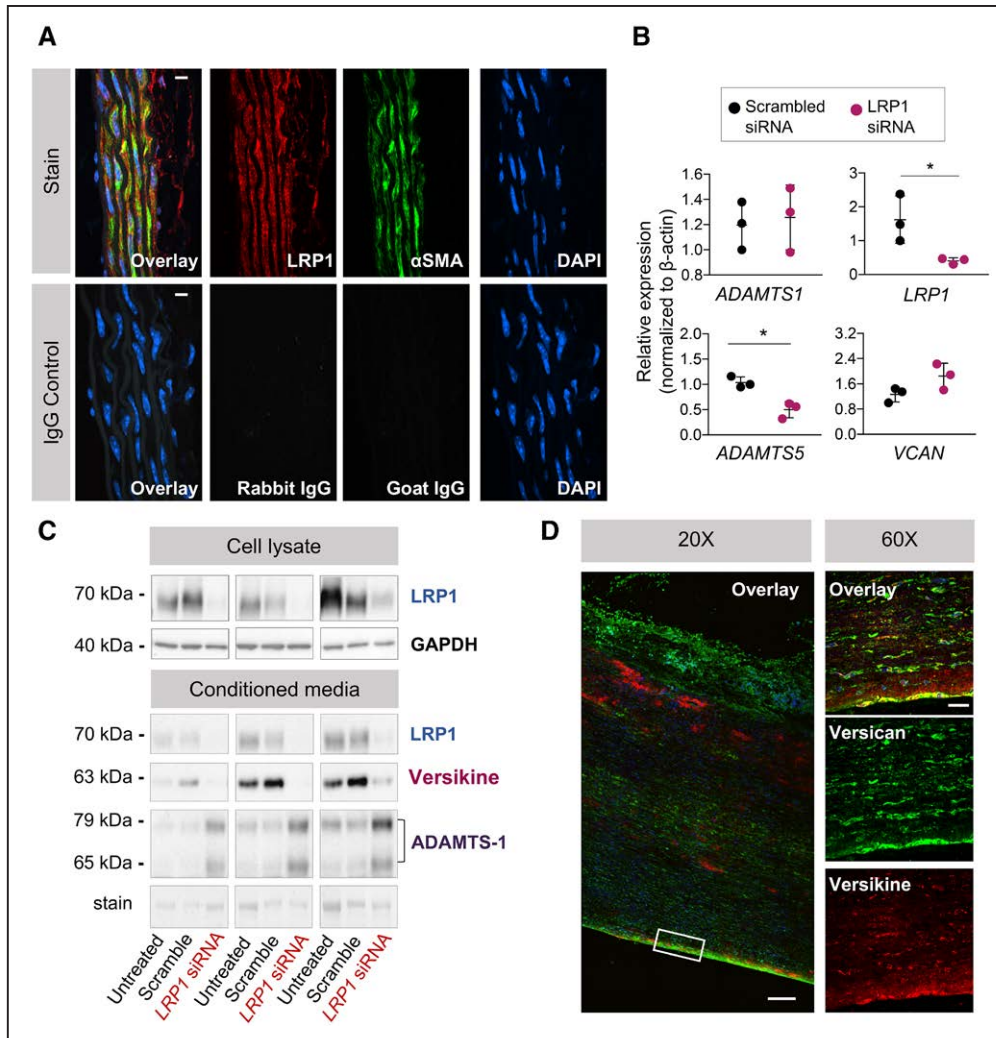 A
Stain
Overlay
LRP1
αSMA
DAPI
IgG Control
Overlay
Rabbit IgG
Goat IgG
DAPI
B
Scrambled siRNA
LRP1 siRNA
Relative expression
(normalized to β-actin)
1.6
1.4
1.2
1.0
0.8
ADAMTS1
3
2
1
0
*
LRP1
1.5
1.0
0.5
0.0
*
ADAMTS5
3.2
2.4
1.6
0.8
0.0
VCAN
C
Cell lysate
70 kDa -
LRP1
40 kDa -
GAPDH
Conditioned media
70 kDa -
LRP1
63 kDa -
Versikine
79 kDa -
65 kDa -
ADAMTS-1
stain
Untreated
Scramble
LRP1 siRNA
Untreated
Scramble
LRP1 siRNA
Untreated
Scramble
LRP1 siRNA
D
20X
60X
Overlay
Overlay
Versican
Versikine